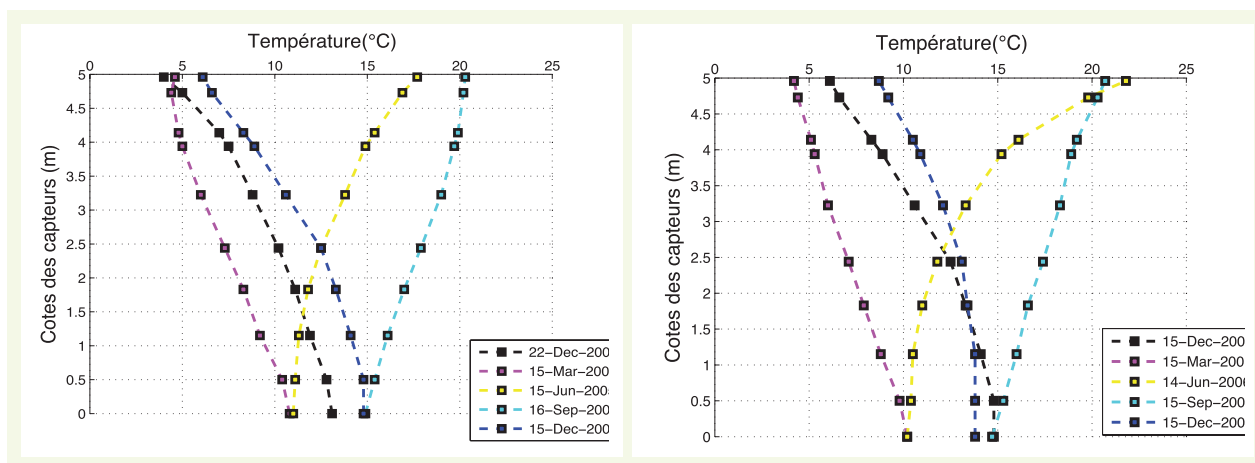 Température(°C)
0 5 10 15 20 25
5
4.5
4
3.5
3
2.5
2
1.5
1
0.5
0
Cotes des capteurs (m)
22-Dec-200
15-Mar-200
15-Jun-200
16-Sep-200
15-Dec-200
Température(°C)
0 5 10 15 20 25
5
4.5
4
3.5
3
2.5
2
1.5
1
0.5
0
Cotes des capteurs (m)
15-Dec-200
15-Mar-200
14-Jun-2006
15-Sep-200
15-Dec-200